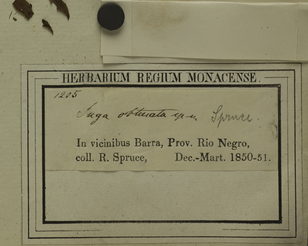 HERBARIUM REGIUM MONACENSE.
1205
Inga obtusata sp. n. Spruce.
In vicinibus Barra, Prov. Rio Negro,
coll. R. Spruce, Dec.-Mart. 1850-51.